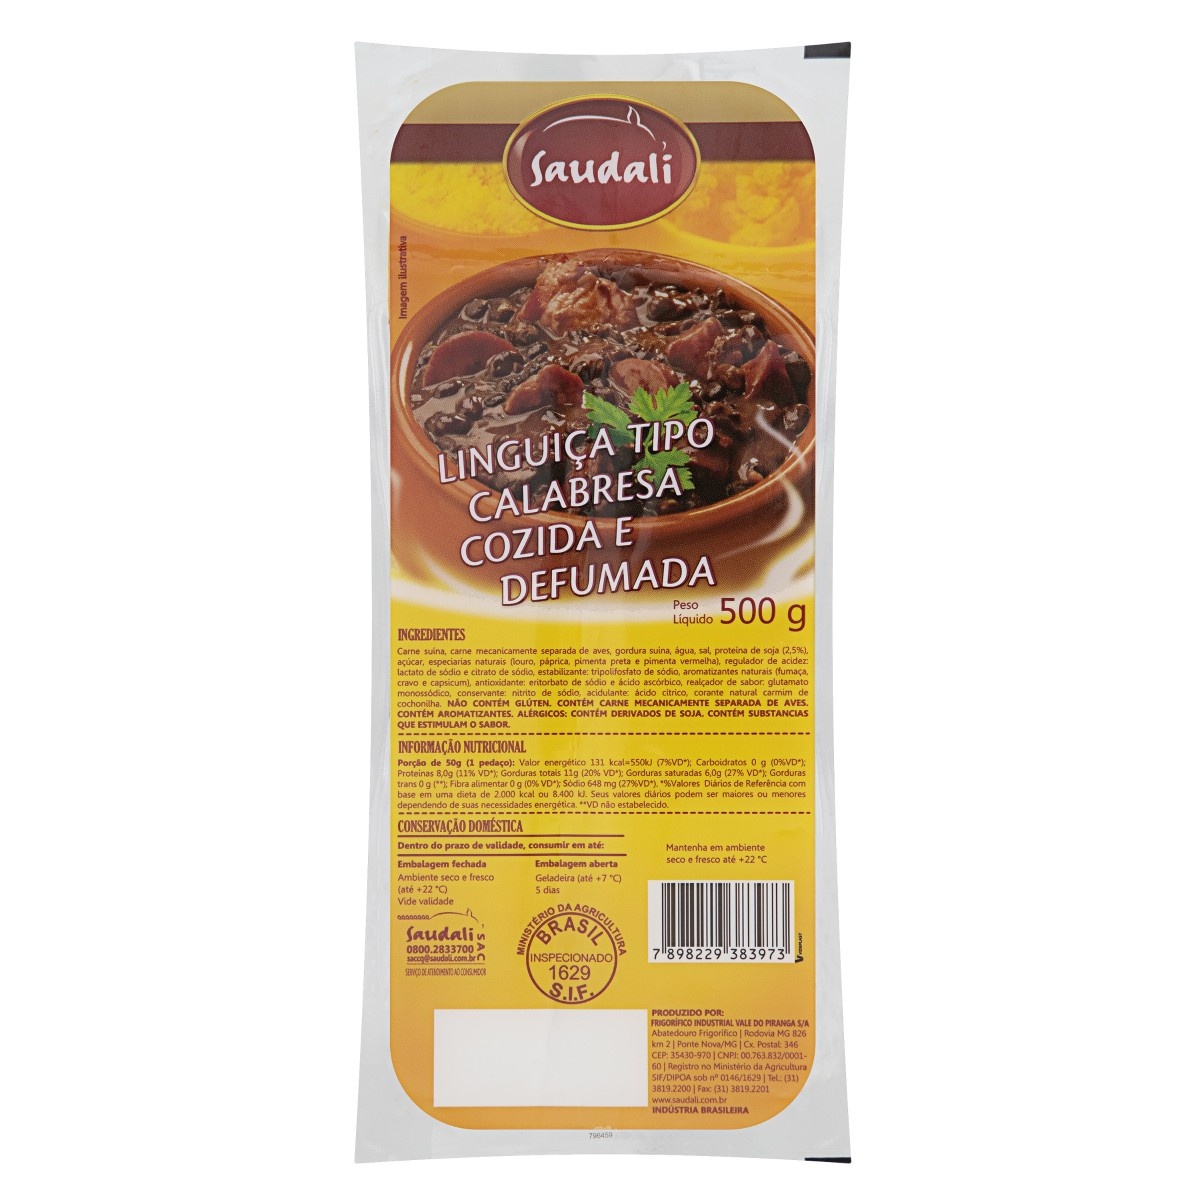 Saudali
Imagem ilustrativa
LINGUIÇA TIPO
CALABRESA
COZIDA E
DEFUMADA
Peso
Líquido 500 g
INGREDIENTES
Carne suína, carne mecanicamente separada de aves, gordura suína, água, sal, proteína de soja (2,5%),
açúcar, especiarias naturais (louro, páprica, pimenta preta e pimenta vermelha), regulador de acidez:
lactato de sódio e citrato de sódio, estabilizante: tripolifosfato de sódio, aromatizantes naturais (fumaça,
cravo e capsicum), antioxidante: eritorbato de sódio e ácido ascórbico, realçador de sabor: glutamato
monossódico, conservante: nitrito de sódio, acidulante: ácido cítrico, corante natural carmim de
cochonilha. NÃO CONTÉM GLÚTEN. CONTÉM CARNE MECANICAMENTE SEPARADA DE AVES.
CONTÉM AROMATIZANTES. ALÉRGICOS: CONTÉM DERIVADOS DE SOJA. CONTÉM SUBSTANCIAS
QUE ESTIMULAM O SABOR.
INFORMAÇÃO NUTRICIONAL
Porção de 50g (1 pedaço): Valor energético 131 kcal=550kJ (7%VD*); Carboidratos 0 g (0%VD*);
Proteínas 8,0g (11% VD*); Gorduras totais 11g (20% VD*); Gorduras saturadas 6,0g (27% VD*); Gorduras
trans 0 g (**); Fibra alimentar 0 g (0% VD*); Sódio 648 mg (27%VD*). *%Valores Diários de Referência com
base em uma dieta de 2.000 kcal ou 8.400 kJ. Seus valores diários podem ser maiores ou menores
dependendo de suas necessidades energética. **VD não estabelecido.
CONSERVAÇÃO DOMÉSTICA
Dentro do prazo de validade, consumir em até:
Embalagem fechada
Ambiente seco e fresco
(até +22 °C)
Vide validade
Embalagem aberta
Geladeira (até +7 °C)
5 dias
Mantenha em ambiente
seco e fresco até +22 °C
Saudali
SAC
0800.2833700
saccq@saudali.com.br
SERVIÇO DE ATENDIMENTO AO CONSUMIDOR
MINISTÉRIO DA AGRICULTURA
BRASIL
INSPECIONADO
1629
S.I.F.
7 898229 383973
PRODUZIDO POR:
FRIGORÍFICO INDUSTRIAL VALE DO PIRANGA S/A
Abatedouro Frigorífico | Rodovia MG 826
km 2 | Ponte Nova/MG | Cx. Postal: 346
CEP: 35430-970 | CNPJ: 00.763.832/0001-
60 | Registro no Ministério da Agricultura
SIF/DIPOA sob nº 0146/1629 | Tel.: (31)
3819.2200 | Fax: (31) 3819.2201
www.saudali.com.br
INDÚSTRIA BRASILEIRA
796459